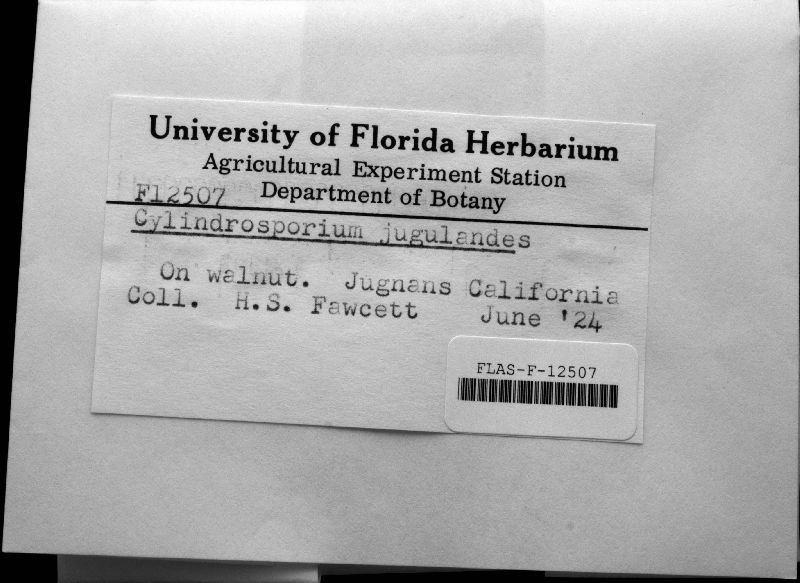 University of Florida Herbarium
Agricultural Experiment Station
F12507 Department of Botany
Cylindrosporium jugulandes
On walnut. Jugnans California
Coll. H.S. Fawcett June '24
FLAS-F-12507